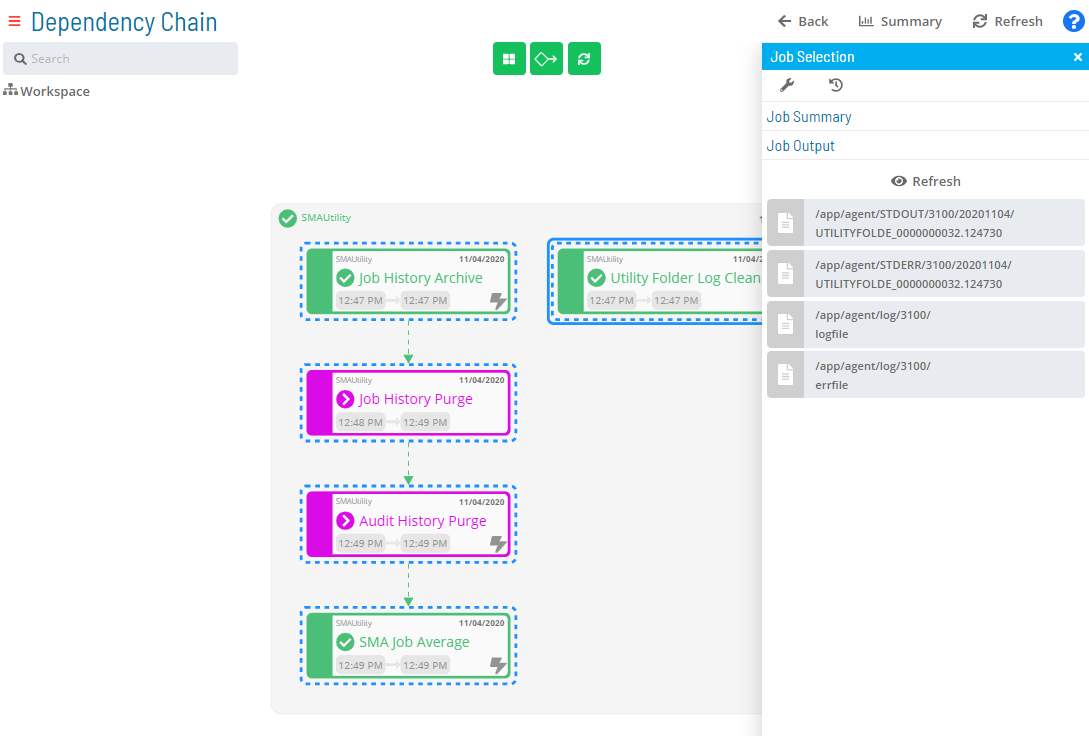 Dependency Chain
Back
Summary
Refresh
?
Search
Workspace
Job Selection
Job Summary
Job Output
Refresh
/app/agent/STDOUT/3100/20201104/
UTILITYFOLDE_0000000032.124730
/app/agent/STDERR/3100/20201104/
UTILITYFOLDE_0000000032.124730
/app/agent/log/3100/
logfile
/app/agent/log/3100/
errfile
SMAUtility
SMAUtility 11/04/2020
Job History Archive
12:47 PM 12:47 PM
SMAUtility 11/04/2
Utility Folder Log Clean
12:47 PM 12:47 PM
SMAUtility 11/04/2020
Job History Purge
12:48 PM 12:49 PM
SMAUtility 11/04/2020
Audit History Purge
12:49 PM 12:49 PM
SMAUtility 11/04/2020
SMA Job Average
12:49 PM 12:49 PM